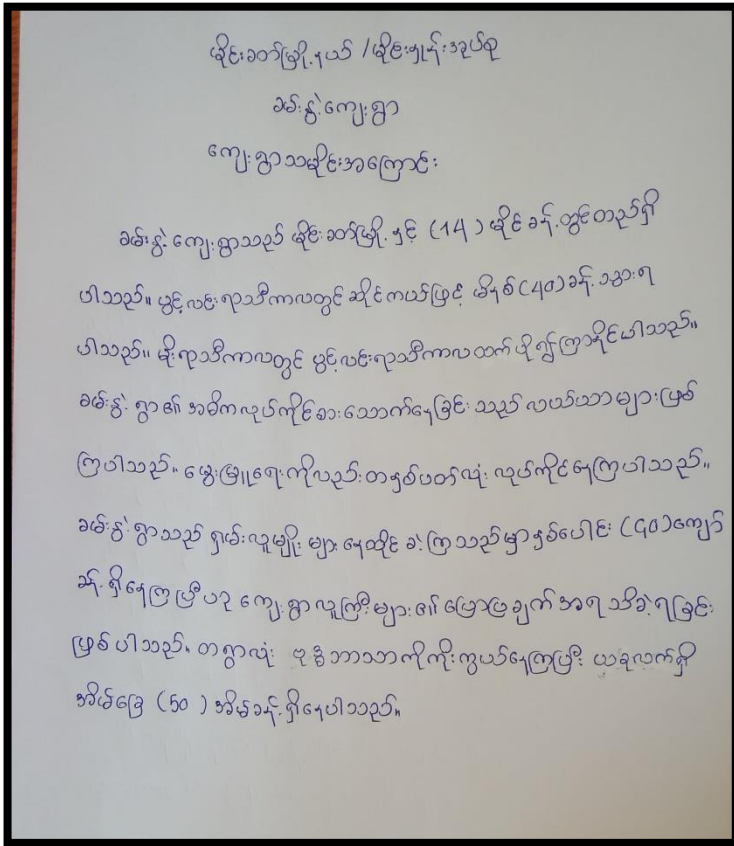 မိုင်းခတ်မြို့နယ် /မိုင်းဂျုန်းအုပ်စု
ခမ်းနွဲ့ကျေးရွာ
ကျေးရွာသမိုင်းအကြောင်း
ခမ်းနွဲ့ ကျေးရွာသည် မိုင်းခတ်မြို့ နှင့် (14) မိုင်ခန့်တွင်တည်ရှိ
ပါသည်။ ပွင့်လင်းရာသီကာလတွင် ဆိုင်ကယ်ဖြင့် မိနစ်(40)ခန့် သွားရ
ပါသည်။ မိုးရာသီကာလတွင် ပွင့်လင်းရာသီကာလထက်ပို၍ကြာနိုင်ပါသည်။
ခမ်းနွဲ့ ရွာ၏ အဓိကလုပ်ကိုင်စားသောက်နေခြင်း သည် လယ်ယာများဖြစ်
ကြပါသည်။ မွေးမြူရေးကိုလည်း တနှစ်ပတ်လုံး လုပ်ကိုင်နေကြပါသည်။
ခမ်းနွဲ့ ရွာသည် ရှမ်းလူမျိုး များ နေထိုင် ခဲ့ကြသည်မှာ နှစ်ပေါင်း (90)ကျော်
ခန့် ရှိနေကြပြီဟု ကျေးရွာလူကြီးများ၏ ပြောပြချက် အရ သိခဲ့ရခြင်း
ဖြစ်ပါသည်။ တရွာလုံး ဗုဒ္ဓဘာသာကိုကိုးကွယ်နေကြပြီး ယခုလက်ရှိ
အိမ်ခြေ (50) အိမ်ခန့် ရှိနေပါသည်။